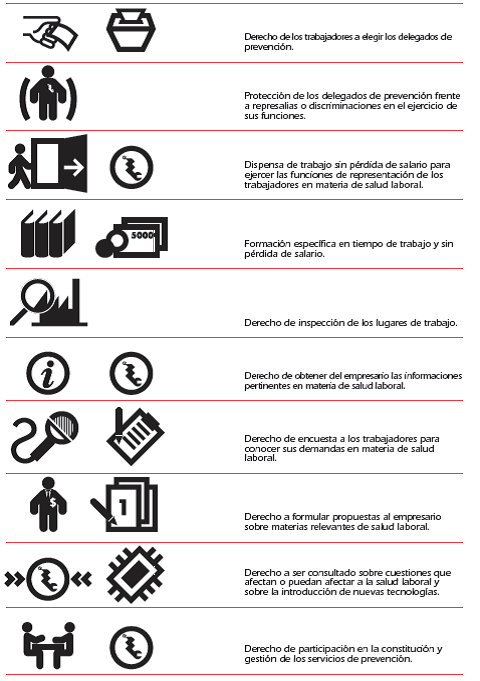 Derecho de los trabajadores a elegir los delegados de
prevención.
Protección de los delegados de prevención frente
a represalias o discriminaciones en el ejercicio de
sus funciones.
Dispensa de trabajo sin pérdida de salario para
ejercer las funciones de representación de los
trabajadores en materia de salud laboral.
5000
Formación específica en tiempo de trabajo y sin
pérdida de salario.
Derecho de inspección de los lugares de trabajo.
i
Derecho de obtener del empresario las informaciones
pertinentes en materia de salud laboral.
Derecho de encuesta a los trabajadores para
conocer sus demandas en materia de salud
laboral.
$
1
Derecho a formular propuestas al empresario
sobre materias relevantes de salud laboral.
Derecho a ser consultado sobre cuestiones que
afectan o puedan afectar a la salud laboral y
sobre la introducción de nuevas tecnologías.
Derecho de participación en la constitución y
gestión de los servicios de prevención.